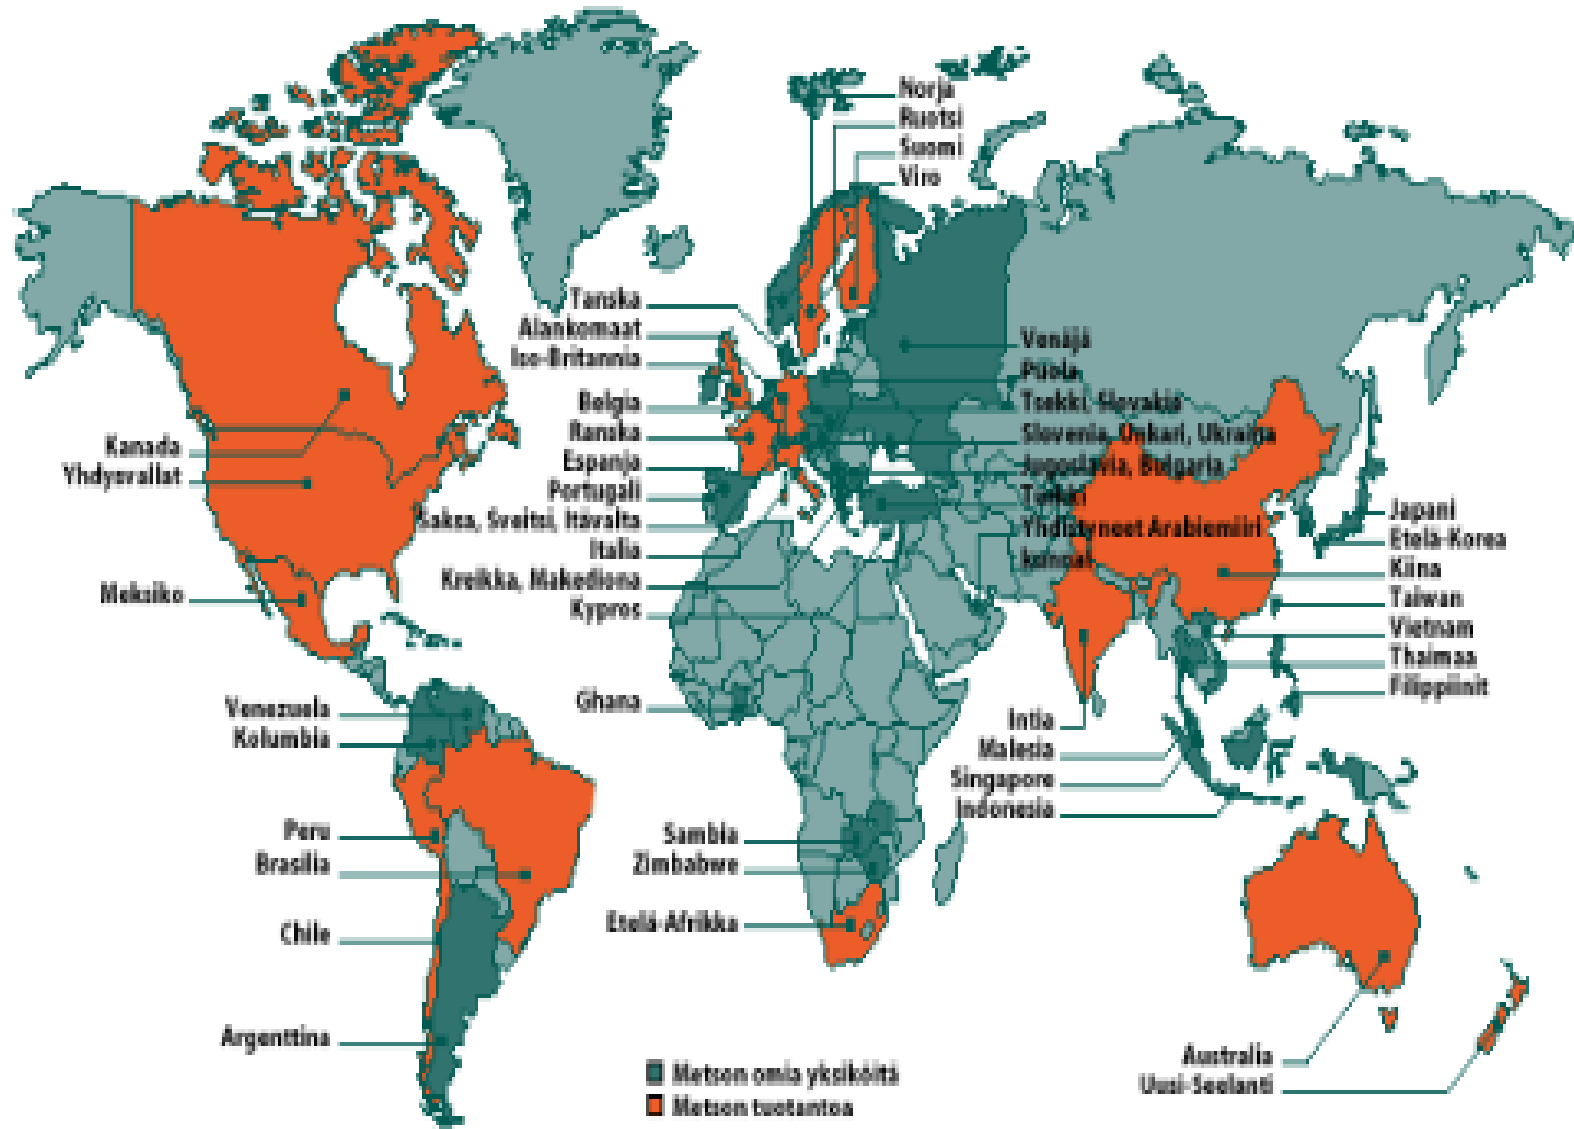 Norja
Ruotsi
Suomi
Viro
Tanska
Alankomaat
Iso-Britannia
Belgia
Ranska
Espanja
Portugali
Saksa, Sveitsi, Itävalta
Italia
Kreikka, Makediona
Kypros
Venäjä
Puola
Tsekki, Slovakia
Slovenia, Unkari, Ukraina
Jugoslavia, Bulgaria
Turkki
Yhdistyneet Arabiemiiri
kunnat
Kanada
Yhdysvallat
Meksiko
Japani
Etelä-Korea
Kiina
Taiwan
Vietnam
Thaimaa
Filippiinit
Venezuela
Kolumbia
Ghana
Intia
Malesia
Singapore
Indonesia
Peru
Brasilia
Chile
Argenttina
Sambia
Zimbabwe
Etelä-Afrikka
Australia
Uusi-Seelanti
Metson omia yksiköitä
Metson tuotantoa